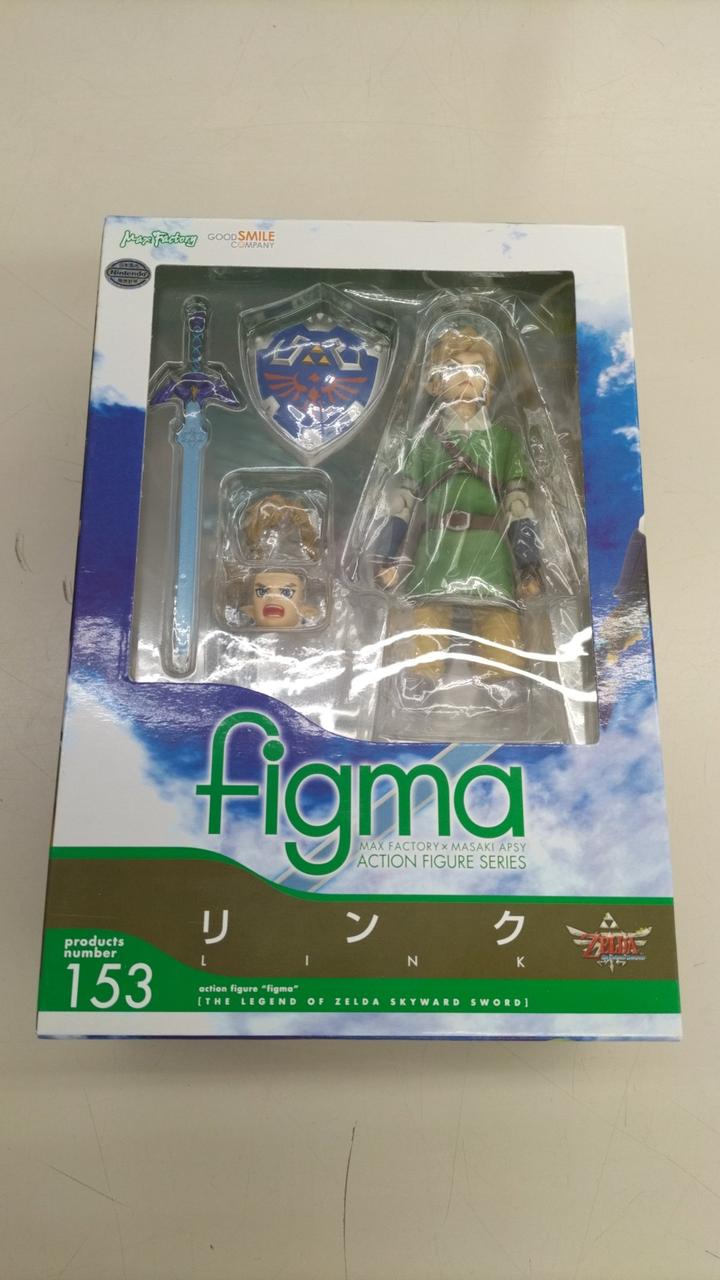 Max Factory
GOOD SMILE
COMPANY
Nintendo
figma
MAX FACTORY × MASAKI APSY
ACTION FIGURE SERIES
リンク
LINK
ZELDA
products
number
153
action figure "figma"
[THE LEGEND OF ZELDA SKYWARD SWORD]